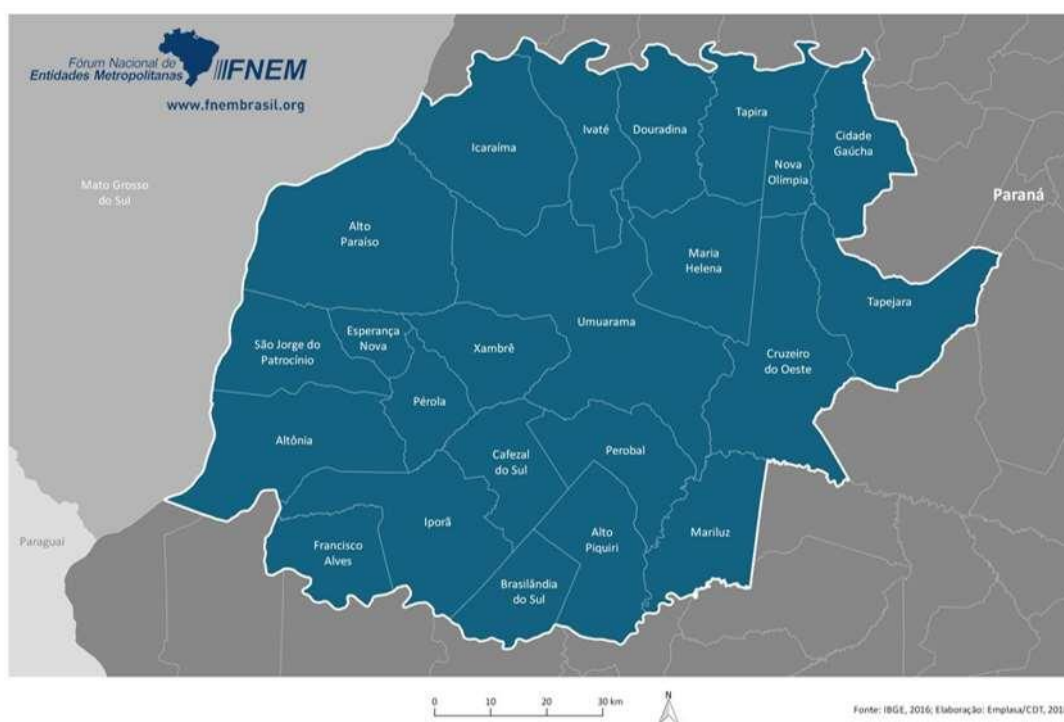 Fórum Nacional de
Entidades Metropolitanas
FNEM
www.fnembrasil.org
Mato Grosso
do Sul
Paraná
Paraguai
Icaraíma
Ivaté
Douradina
Tapira
Cidade
Gaúcha
Nova
Olímpia
Alto
Paraíso
Maria
Helena
Tapejara
Umuarama
São Jorge do
Patrocínio
Esperança
Nova
Xambrê
Cruzeiro
do Oeste
Pérola
Altônia
Cafezal
do Sul
Perobal
Iporã
Francisco
Alves
Alto
Piquiri
Mariluz
Brasilândia
do Sul
0 10 20 30 km
N
Fonte: IBGE, 2016; Elaboração: Emplasa/CDT,